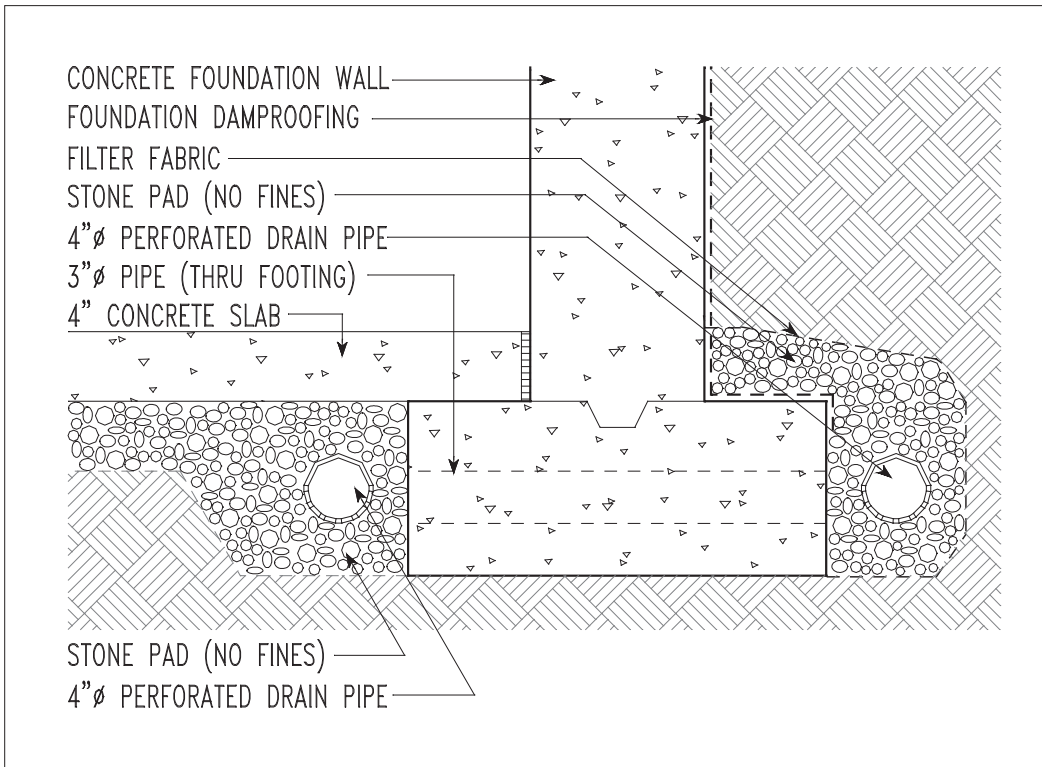 CONCRETE FOUNDATION WALL
FOUNDATION DAMPROOFING
FILTER FABRIC
STONE PAD (NO FINES)
4"ø PERFORATED DRAIN PIPE
3"ø PIPE (THRU FOOTING)
4" CONCRETE SLAB
STONE PAD (NO FINES)
4"ø PERFORATED DRAIN PIPE